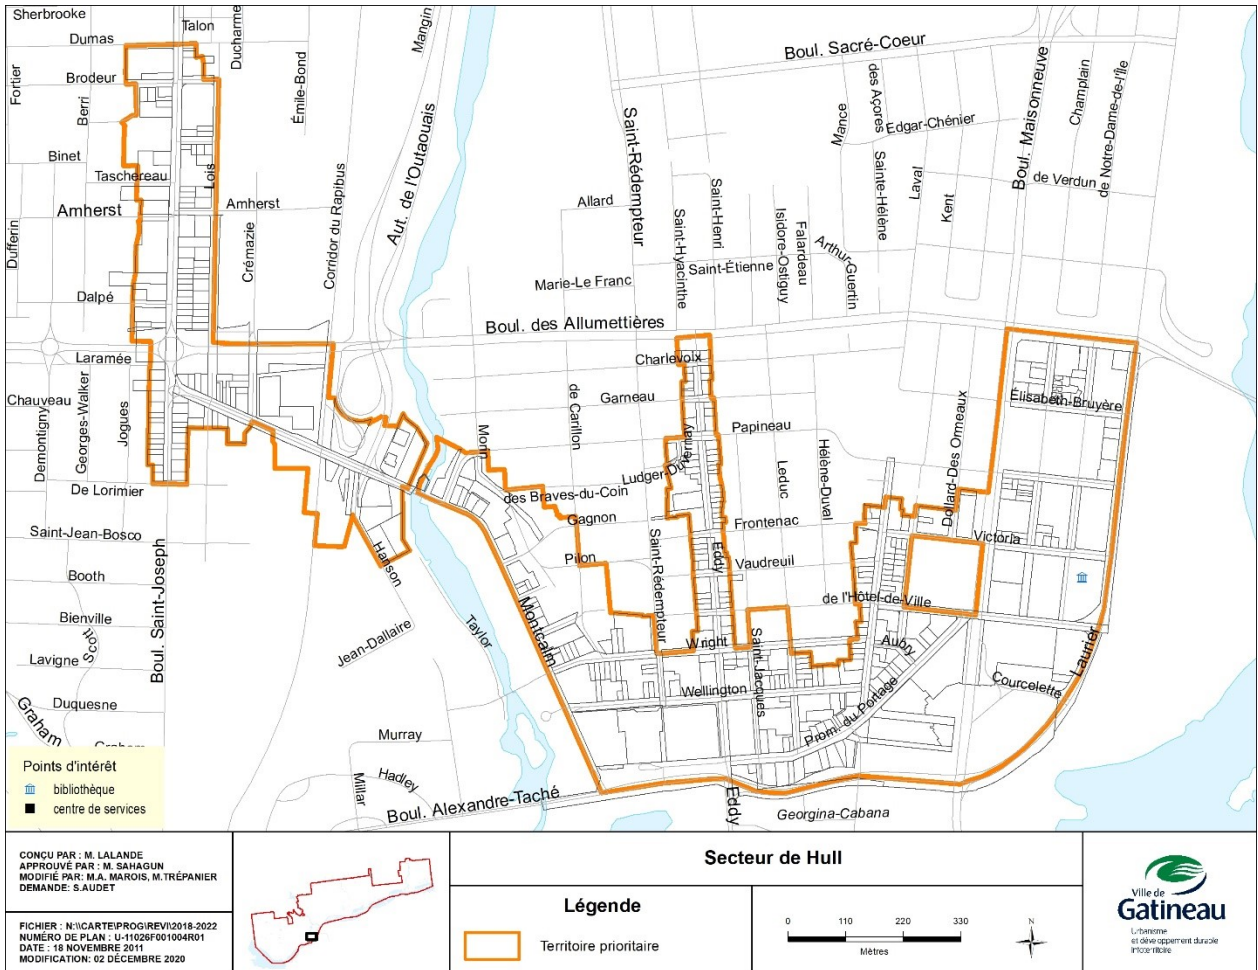 Sherbrooke
Talon
Dumas
Ducharme
Mangin
Brodeur
Fortier
Berri
Émile-Bond
Binet
Taschereau
Lois
Amherst
Amherst
Dufferin
Crémazie
Corridor du Rapibus
Aut. de l'Outaouais
Dalpé
Laramée
Chauveau
Demontigny
Georges-Walker
Jogues
De Lorimier
Saint-Jean-Bosco
Booth
Bienville
Scott
Lavigne
Boul. Saint-Joseph
Duquesne
Graham
Jean-Dallaire
Hanson
Taylor
Murray
Hadley
Millar
Boul. Alexandre-Taché
Montcalm
Boul. Sacré-Coeur
Boul. Maisonneuve
Champlain
de Notre-Dame-de-l'Île
des Açores
Mance
Edgar-Chénier
Saint-Rédempteur
Sainte-Hélène
Laval
Kent
de Verdun
Allard
Saint-Hyacinthe
Saint-Henri
Isidore-Ostiguy
Falardeau
Arthur-Guertin
Saint-Étienne
Marie-Le Franc
Boul. des Allumettières
Charlevoix
de Carillon
Garneau
Morin
Papineau
Ludger-Duvernay
des Braves-du-Coin
Gagnon
Pilon
Saint-Rédempteur
Eddy
Leduc
Hélène-Duval
Frontenac
Vaudreuil
Dollard-Des Ormeaux
Élisabeth-Bruyère
Victoria
de l'Hôtel-de-Ville
Wright
Saint-Jacques
Wellington
Aubry
Prom. du Portage
Courcelette
Laurier
Eddy
Georgina-Cabana
Points d'intérêt
bibliothèque
centre de services
CONÇU PAR : M. LALANDE
APPROUVÉ PAR : M. SAHAGUN
MODIFIÉ PAR: M.A. MAROIS, M.TRÉPANIER
DEMANDE: S.AUDET
FICHIER : N:\\CARTE\PROG\REVI\2018-2022
NUMÉRO DE PLAN : U-11026F001004R01
DATE : 18 NOVEMBRE 2011
MODIFICATION: 02 DÉCEMBRE 2020
Secteur de Hull
Légende
Territoire prioritaire
0 110 220 330
Mètres
N
Ville de
Gatineau
Urbanisme
et développement durable
Infoterritoire